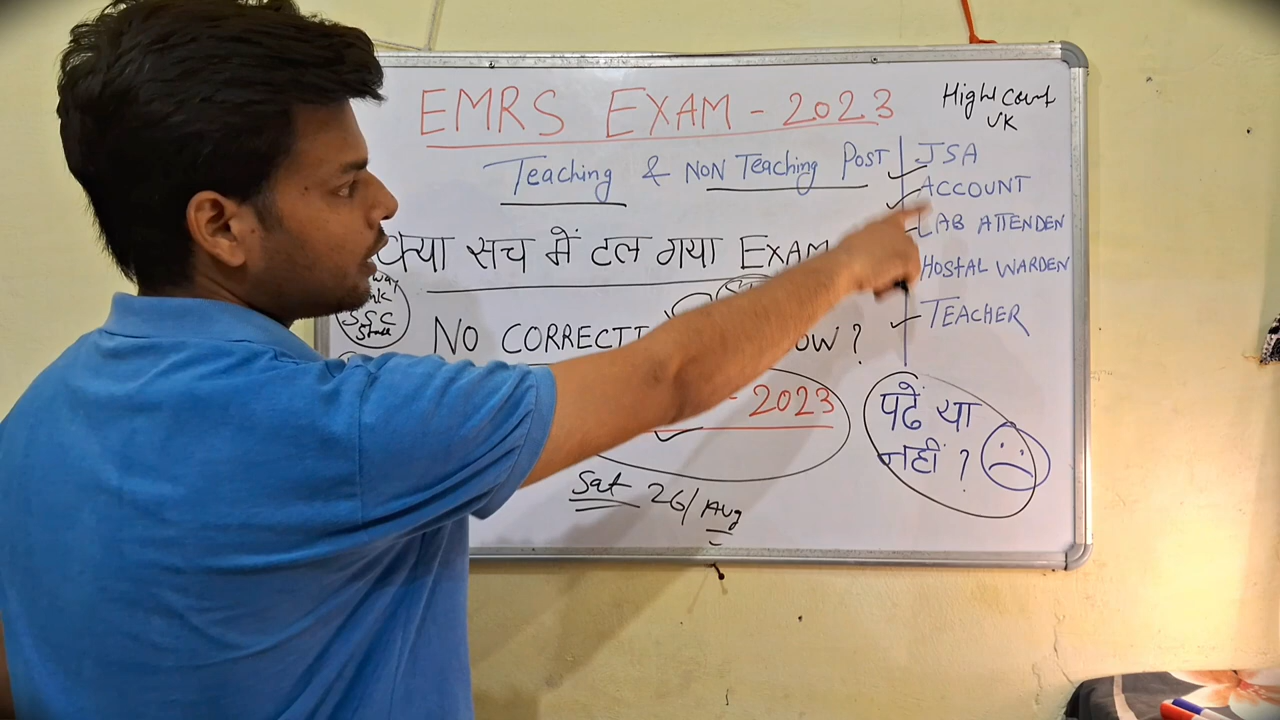 EMRS EXAM - 2023
High Court
UK
Teaching & NON Teaching POST
JSA
ACCOUNT
LAB ATTENDEN
HOSTAL WARDEN
TEACHER
क्या सच में टल गया EXAM
SSC
NO CORRECTI
OW ?
- 2023
Sat 26/Aug
पढें या
नहीं ?